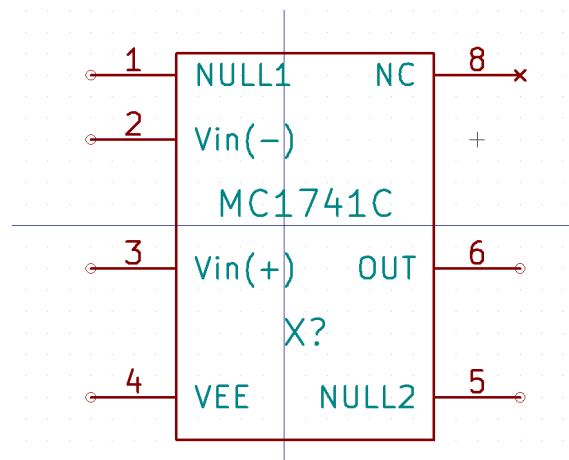 1 NULL1 NC 8
2 Vin(-)
MC1741C
3 Vin(+) OUT 6
X?
4 VEE NULL2 5